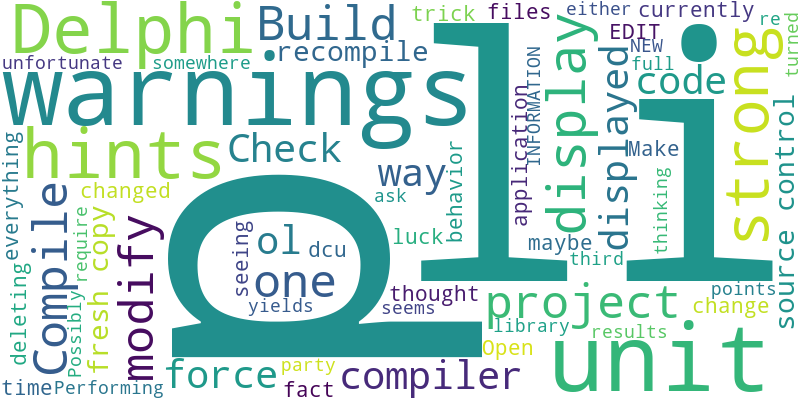 Delphi
Build
trick
files
either
currently
re
EDIT
NEW
full
turned
recompile
unfortunate
somewhere
warnings
li
strong
display
displayed
INFORMATION
code
hints
Check
way
Make
everything
changed
ask
application
behavior
source control
thinking
Compile
modify
require
Possibly
fresh copy
deleting
p
seeing
ol
dcu
one
yields
luck
maybe
third
thought
seems
project
points
change
library
results
Open
unit
force
party
fact
compiler
time
Performing